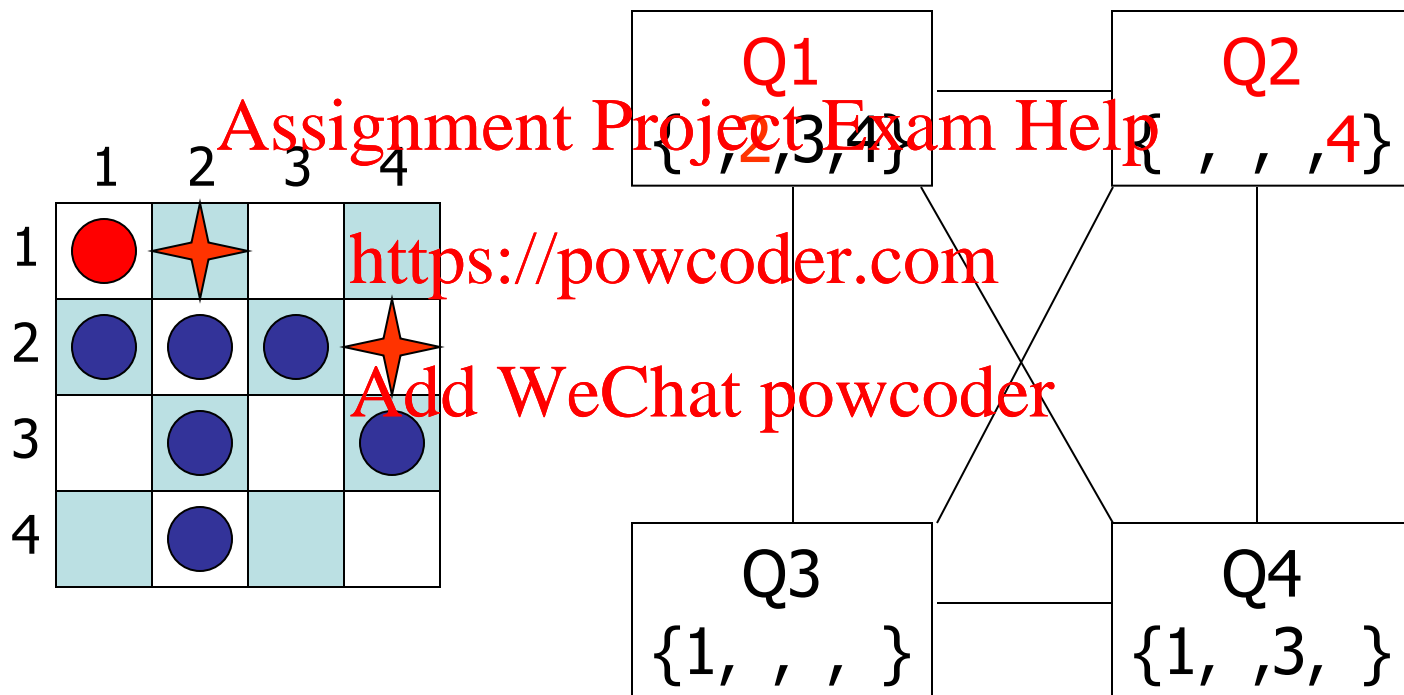 Q1 Q2
{ ,2,3,4} { , , ,4}
Assignment Project Exam Help
1 2 3 4
1
https://powcoder.com
2
Add WeChat powcoder
3
4
Q3 Q4
{1, , , } {1, ,3, }